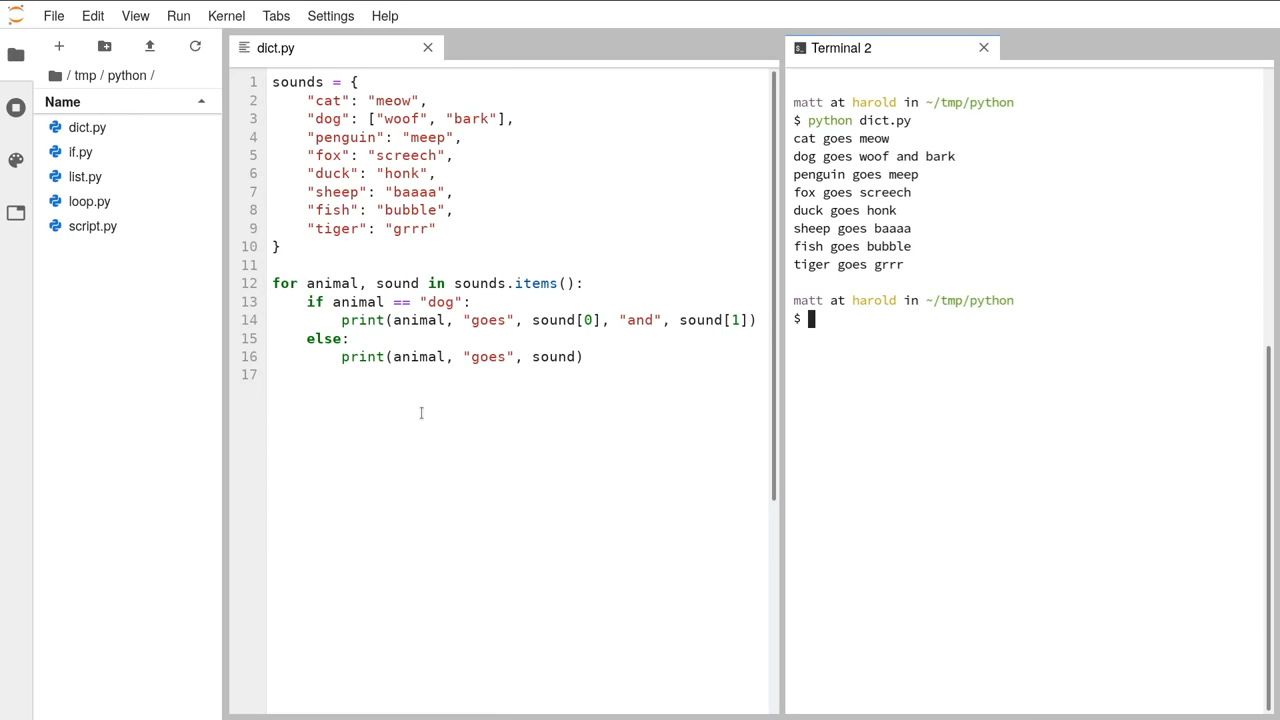 File Edit View Run Kernel Tabs Settings Help
/ tmp / python /
Name
dict.py
if.py
list.py
loop.py
script.py
dict.py
1 sounds = {
2     "cat": "meow",
3     "dog": ["woof", "bark"],
4     "penguin": "meep",
5     "fox": "screech",
6     "duck": "honk",
7     "sheep": "baaaa",
8     "fish": "bubble",
9     "tiger": "grrr"
10 }
11
12 for animal, sound in sounds.items():
13     if animal == "dog":
14         print(animal, "goes", sound[0], "and", sound[1])
15     else:
16         print(animal, "goes", sound)
17
Terminal 2
matt at harold in ~/tmp/python
$ python dict.py
cat goes meow
dog goes woof and bark
penguin goes meep
fox goes screech
duck goes honk
sheep goes baaaa
fish goes bubble
tiger goes grrr
matt at harold in ~/tmp/python
$